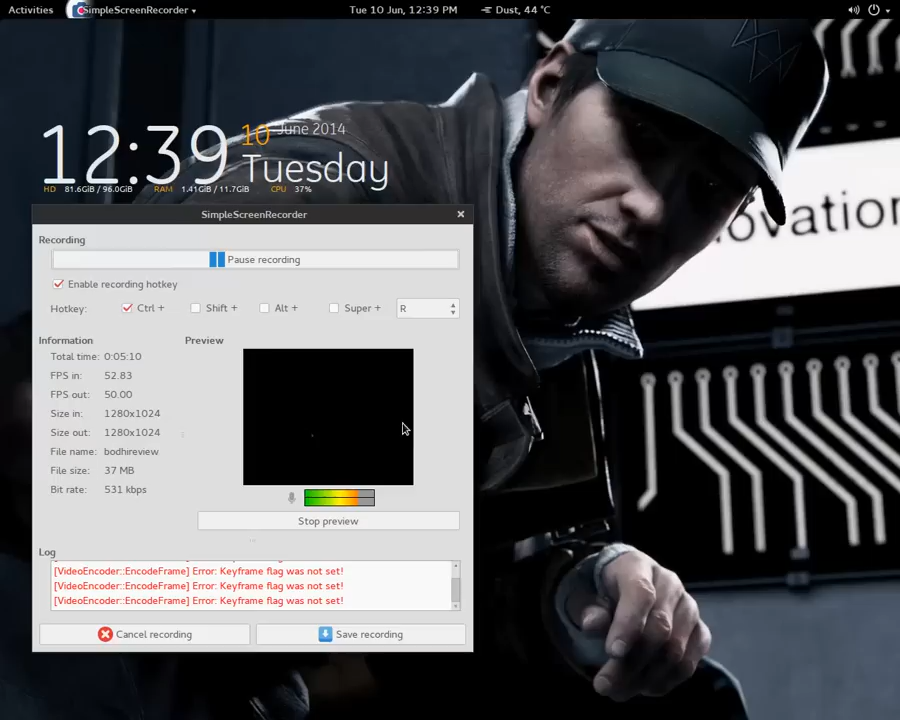 Activities SimpleScreenRecorder Tue 10 Jun, 12:39 PM Dust, 44 °C
12:39 10 June 2014
Tuesday
HD 81.6GiB / 96.0GiB RAM 1.41GiB / 11.7GiB CPU 37%
ovation
SimpleScreenRecorder
Recording
Pause recording
Enable recording hotkey
Hotkey: Ctrl + Shift + Alt + Super + R
Information Preview
Total time: 0:05:10
FPS in: 52.83
FPS out: 50.00
Size in: 1280x1024
Size out: 1280x1024
File name: bodhireview
File size: 37 MB
Bit rate: 531 kbps
Stop preview
Log
[VideoEncoder::EncodeFrame] Error: Keyframe flag was not set!
[VideoEncoder::EncodeFrame] Error: Keyframe flag was not set!
[VideoEncoder::EncodeFrame] Error: Keyframe flag was not set!
Cancel recording Save recording